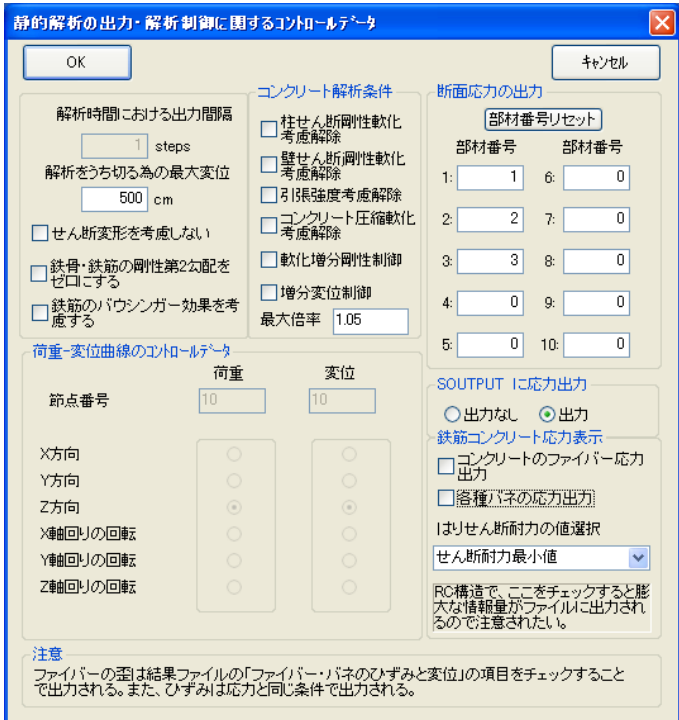 静的解析の出力・解析制御に関するコントロールデータ
OK
キャンセル
解析時間における出力間隔
1 steps
解析をうち切る為の最大変位
500 cm
せん断変形を考慮しない
鉄骨・鉄筋の剛性第2勾配を
ゼロにする
鉄筋のバウシンガー効果を考
慮する
コンクリート解析条件
柱せん断剛性軟化
考慮解除
壁せん断剛性軟化
考慮解除
引張強度考慮解除
コンクリート圧縮軟化
考慮解除
軟化増分剛性制御
増分変位制御
最大倍率 1.05
断面応力の出力
部材番号リセット
部材番号 部材番号
1: 1 6: 0
2: 2 7: 0
3: 3 8: 0
4: 0 9: 0
5: 0 10: 0
荷重-変位曲線のコントロールデータ
荷重 変位
節点番号 10 10
X方向
Y方向
Z方向
X軸回りの回転
Y軸回りの回転
Z軸回りの回転
SOUTPUT に応力出力
出力なし 出力
鉄筋コンクリート応力表示
コンクリートのファイバー応力
出力
各種バネの応力出力
はりせん断耐力の値選択
せん断耐力最小値
RC構造で、ここをチェックすると膨
大な情報量がファイルに出力され
るので注意されたい。
注意
ファイバーの歪は結果ファイルの「ファイバー・バネのひずみと変位」の項目をチェックすること
で出力される。また、ひずみは応力と同じ条件で出力される。